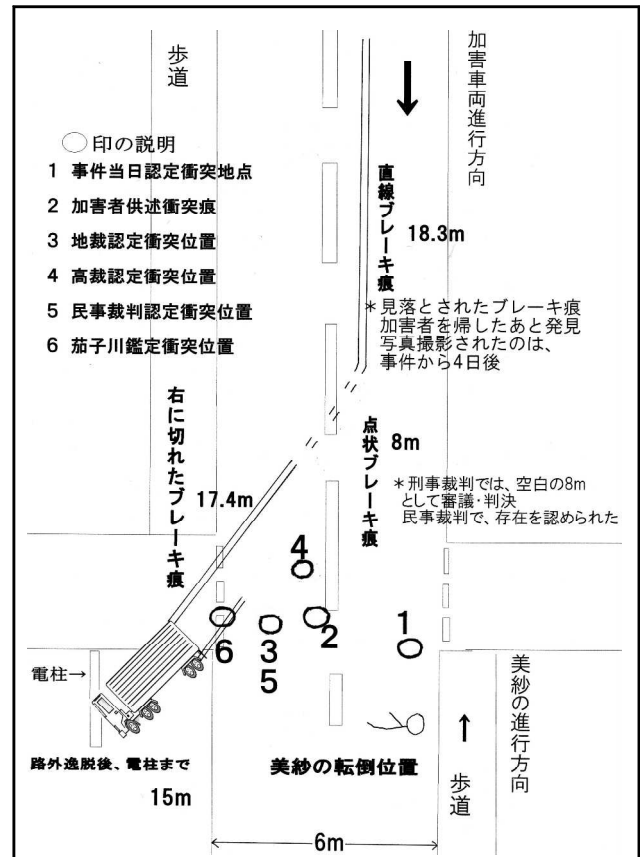 歩道
加害車両進行方向
○印の説明
1 事件当日認定衝突地点
2 加害者供述衝突痕
3 地裁認定衝突位置
4 高裁認定衝突位置
5 民事裁判認定衝突位置
6 茄子川鑑定衝突位置
直線ブレーキ痕
18.3m
*見落とされたブレーキ痕
加害者を帰したあと発見
写真撮影されたのは、
事件から4日後
右に切れたブレーキ痕
17.4m
点状ブレーキ痕
8m
*刑事裁判では、空白の8m
として審議・判決
民事裁判で、存在を認められた
4
6
3
5
2
1
電柱→
路外逸脱後、電柱まで
15m
美紗の転倒位置
歩道
美紗の進行方向
6m